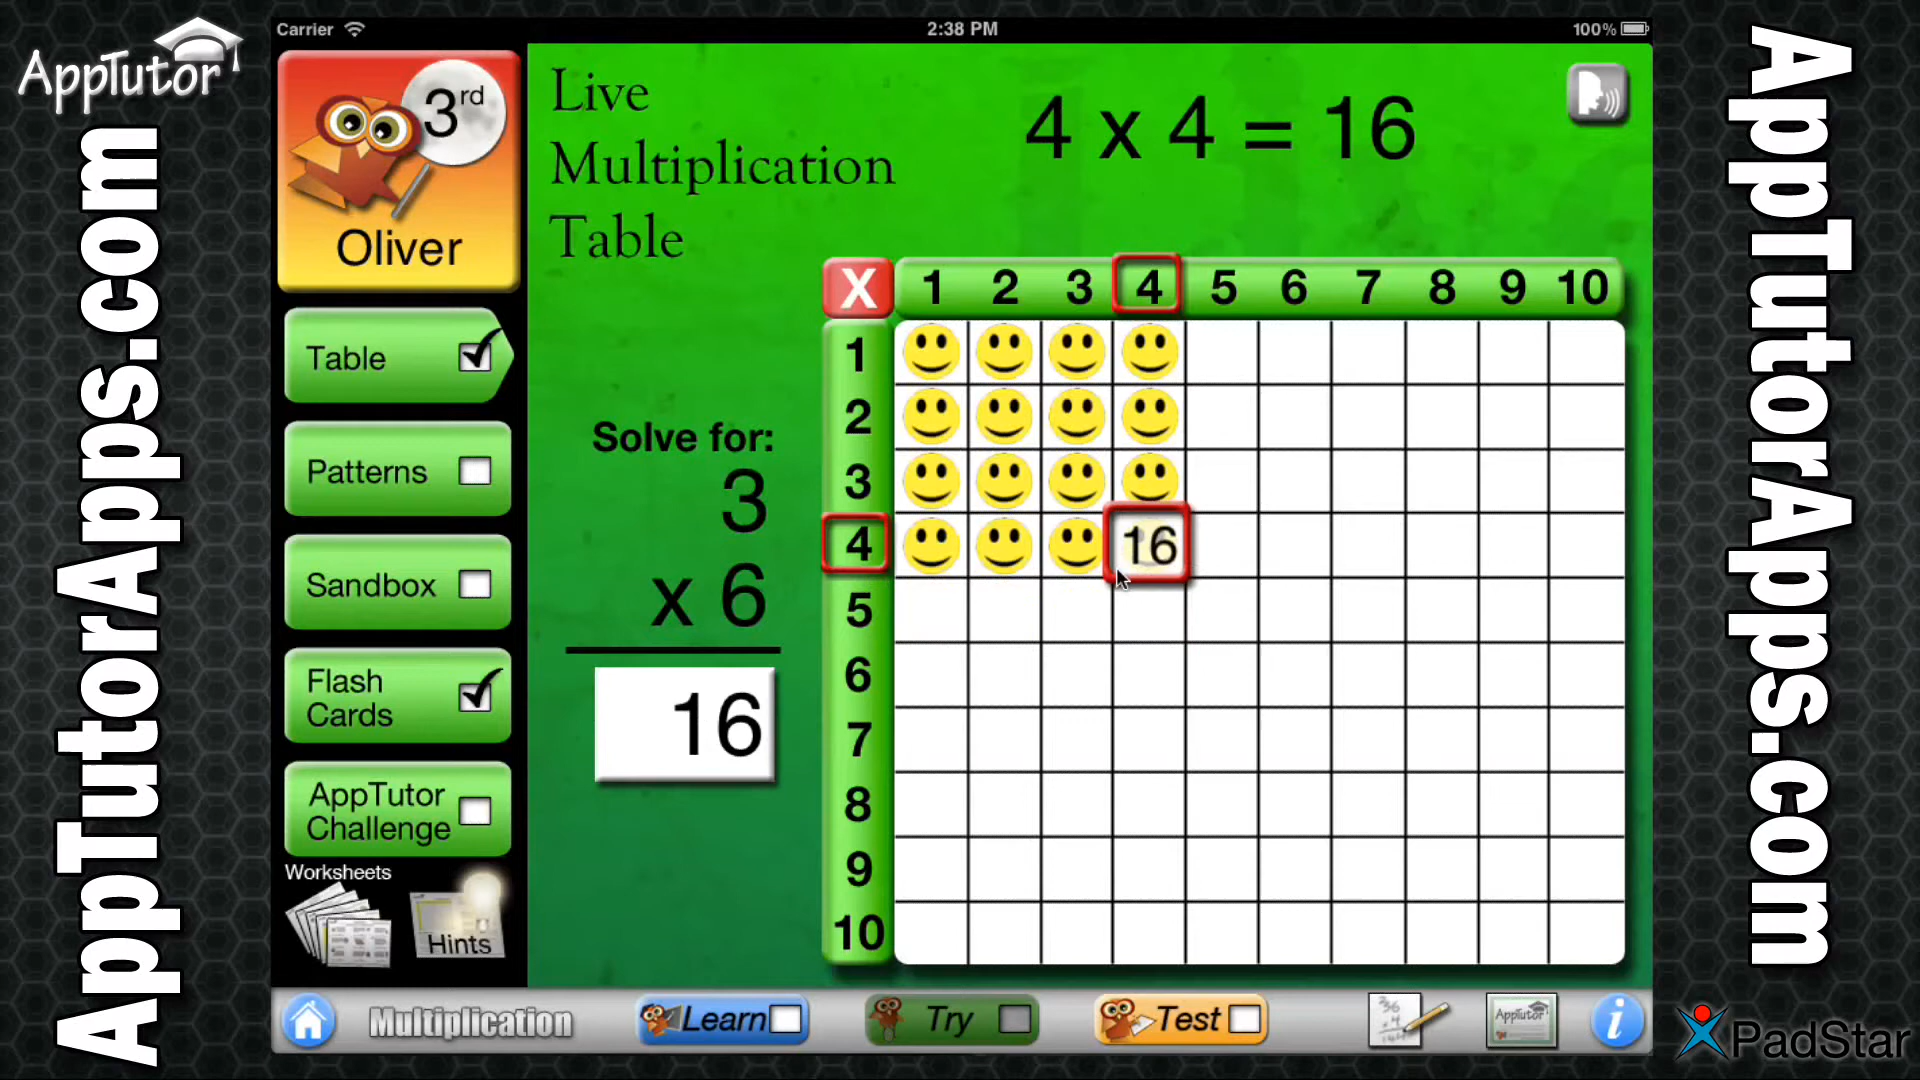 AppTutor
AppTutorApps.com
Carrier
2:38 PM
100%
3rd
Oliver
Live
Multiplication
Table
4 x 4 = 16
Table
Patterns
Sandbox
Flash
Cards
AppTutor
Challenge
Worksheets
Hints
Solve for:
3
x 6
16
X 1 2 3 4 5 6 7 8 9 10
1
2
3
4 16
5
6
7
8
9
10
Multiplication
Learn
Try
Test
AppTutor
i
AppTutorApps.com
PadStar